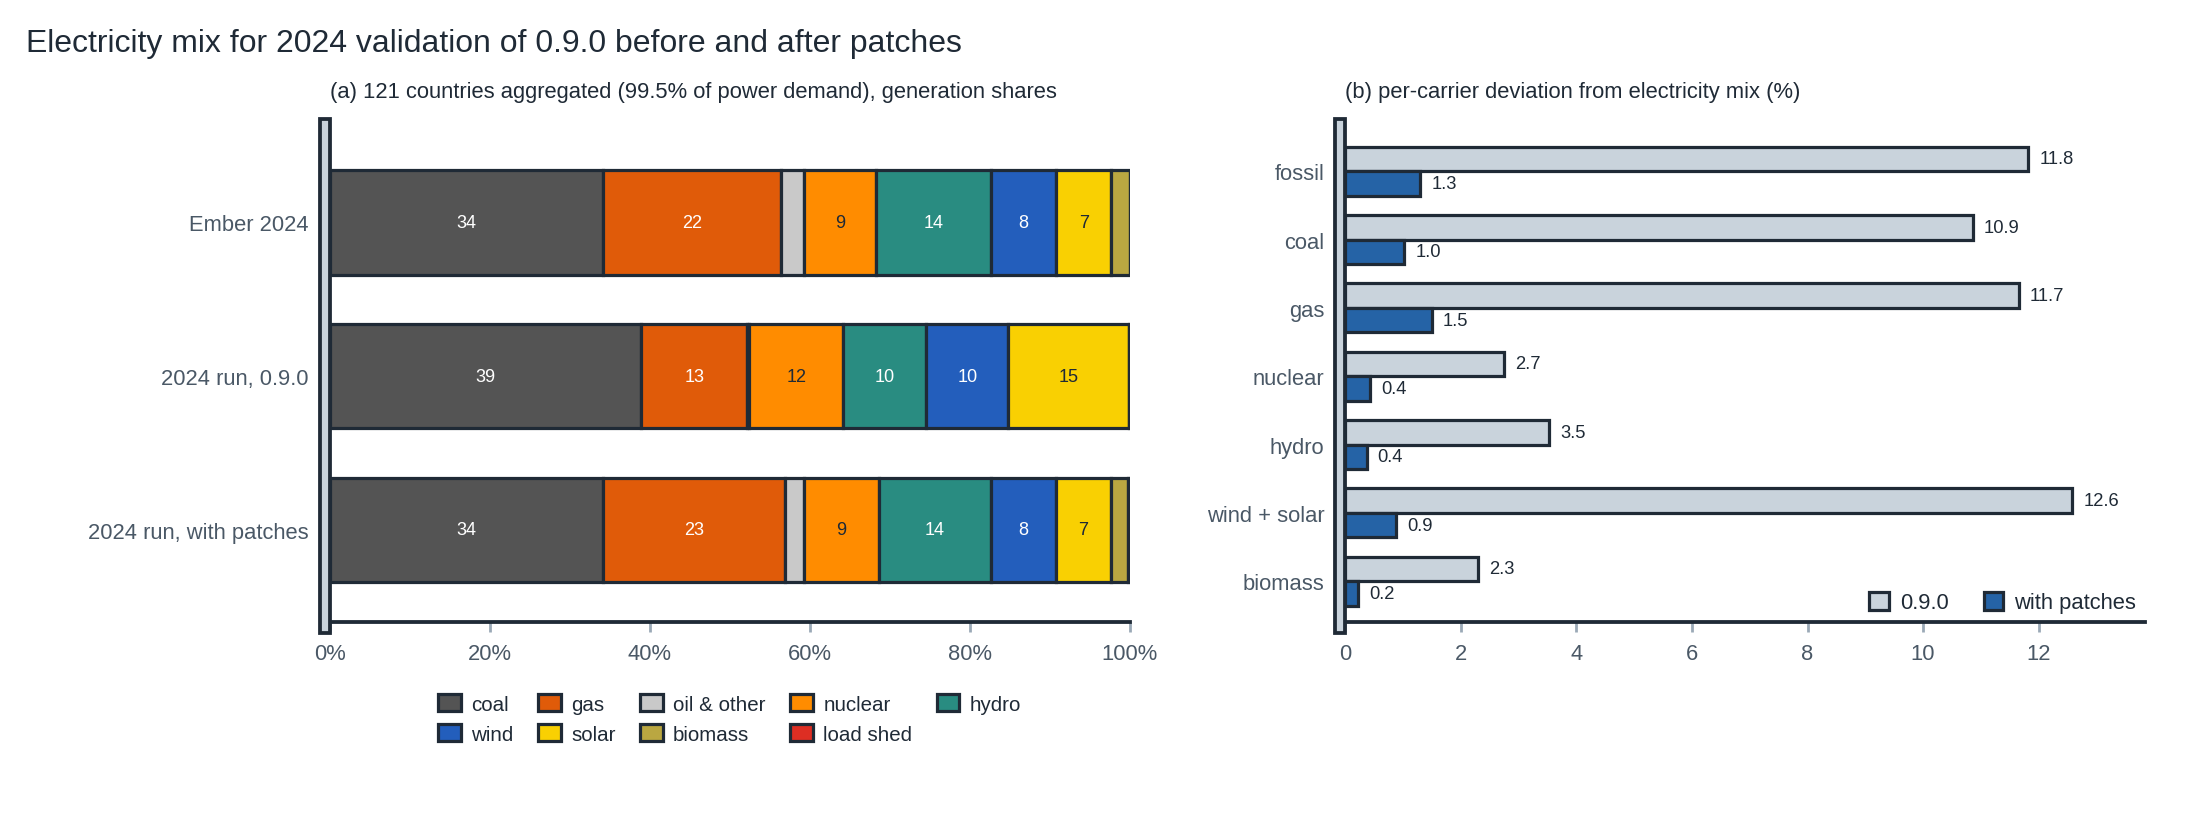 Electricity mix for 2024 validation of 0.9.0 before and after patches
(a) 121 countries aggregated (99.5% of power demand), generation shares
Ember 2024
34 22 9 14 8 7
2024 run, 0.9.0
39 13 12 10 10 15
2024 run, with patches
34 23 9 14 8 7
0% 20% 40% 60% 80% 100%
coal gas oil & other nuclear hydro
wind solar biomass load shed
(b) per-carrier deviation from electricity mix (%)
fossil
11.8
1.3
coal
10.9
1.0
gas
11.7
1.5
nuclear
2.7
0.4
hydro
3.5
0.4
wind + solar
12.6
0.9
biomass
2.3
0.2
0.9.0 with patches
0 2 4 6 8 10 12